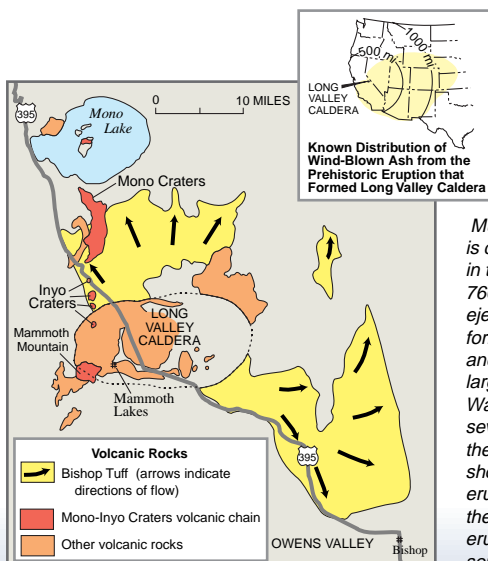 1000 mi
500 mi
LONG
VALLEY
CALDERA
Known Distribution of
Wind-Blown Ash from the
Prehistoric Eruption that
Formed Long Valley Caldera
395
Mono
Lake
0 10 MILES
Mono Craters
Inyo
Craters
Mammoth
Mountain
LONG
VALLEY
CALDERA
Mammoth
Lakes
395
OWENS VALLEY
Bishop
Volcanic Rocks
Bishop Tuff (arrows indicate
directions of flow)
Mono-Inyo Craters volcanic chain
Other volcanic rocks
is
in
760
for
and
larg
Wa
sev
the
sho
eru
the
eru